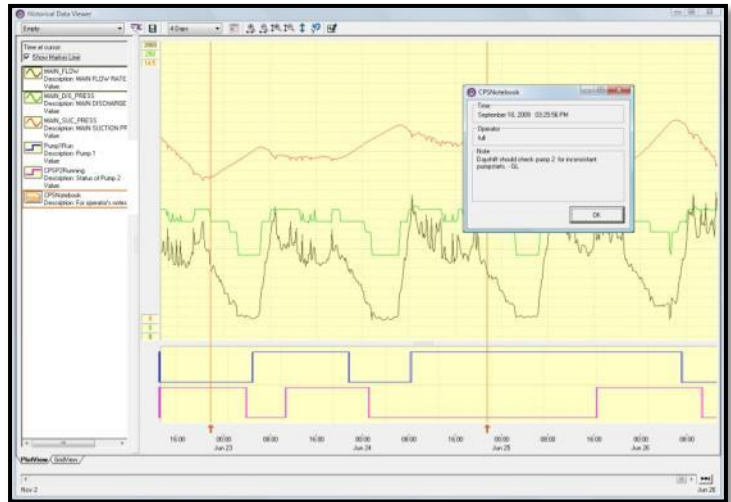 Historical Data Viewer
Empty
4 Days
Time at cursor:
Show Marker Line
MAIN_FLOW
Description: MAIN FLOW RATE
Value:
MAIN_DIS_PRESS
Description: MAIN DISCHARGE
Value:
MAIN_SUC_PRESS
Description: MAIN SUCTION PR
Value:
Pump1Run
Description: Pump 1
Value:
CPSP2Running
Description: Status of Pump 2
Value:
CPSNotebook
Description: For operator's notes
CPSNotebook
Time
September 16, 2009 03:25:56 PM
Operator
full
Note
Dayshift should check pump 2 for inconsistant
pumpstarts. - GL
OK
16:00 00:00 08:00 16:00 00:00 08:00 16:00 00:00 08:00 16:00 00:00 08:00
Jun 23 Jun 24 Jun 25 Jun 26
PlotView GridView
Nov 2 Jun 26